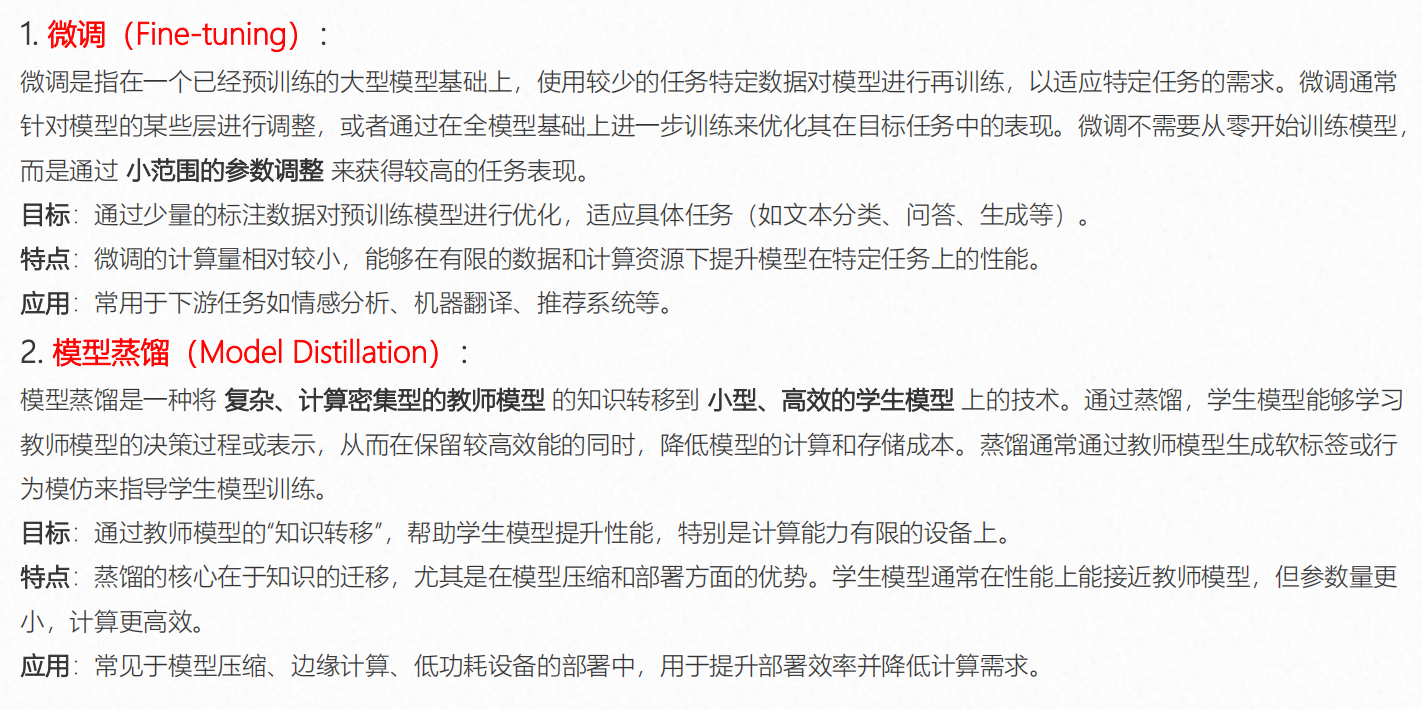 1. 微调（Fine-tuning）：
微调是指在一个已经预训练的大型模型基础上，使用较少的任务特定数据对模型进行再训练，以适应特定任务的需求。微调通常
针对模型的某些层进行调整，或者通过在全模型基础上进一步训练来优化其在目标任务中的表现。微调不需要从零开始训练模型，
而是通过 小范围的参数调整 来获得较高的任务表现。
目标：通过少量的标注数据对预训练模型进行优化，适应具体任务（如文本分类、问答、生成等）。
特点：微调的计算量相对较小，能够在有限的数据和计算资源下提升模型在特定任务上的性能。
应用：常用于下游任务如情感分析、机器翻译、推荐系统等。
2. 模型蒸馏（Model Distillation）：
模型蒸馏是一种将 复杂、计算密集型的教师模型 的知识转移到 小型、高效的学生模型 上的技术。通过蒸馏，学生模型能够学习
教师模型的决策过程或表示，从而在保留较高效能的同时，降低模型的计算和存储成本。蒸馏通常通过教师模型生成软标签或行
为模仿来指导学生模型训练。
目标：通过教师模型的“知识转移”，帮助学生模型提升性能，特别是计算能力有限的设备上。
特点：蒸馏的核心在于知识的迁移，尤其是在模型压缩和部署方面的优势。学生模型通常在性能上能接近教师模型，但参数量更
小，计算更高效。
应用：常见于模型压缩、边缘计算、低功耗设备的部署中，用于提升部署效率并降低计算需求。